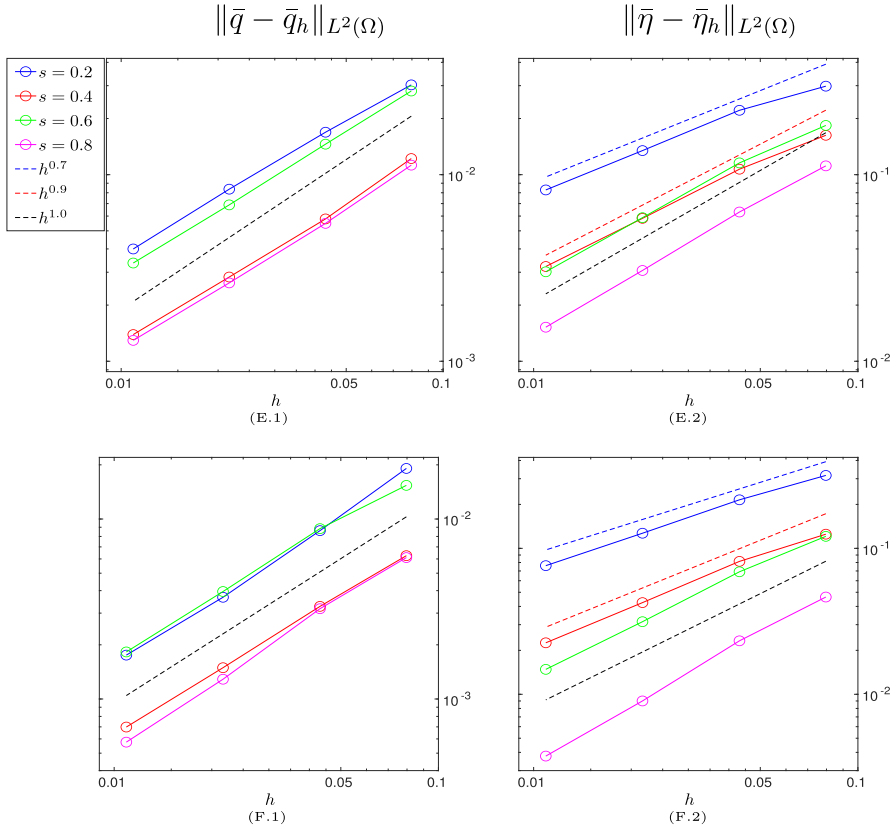 ‖q̄ − q̄_h‖_{L²(Ω)}
‖η̄ − η̄_h‖_{L²(Ω)}
s = 0.2
s = 0.4
s = 0.6
s = 0.8
h^{0.7}
h^{0.9}
h^{1.0}
10^{-2}
10^{-3}
0.01
0.05
0.1
h
(E.1)
10^{-1}
10^{-2}
0.01
0.05
0.1
h
(E.2)
10^{-2}
10^{-3}
0.01
0.05
0.1
h
(F.1)
10^{-1}
10^{-2}
0.01
0.05
0.1
h
(F.2)